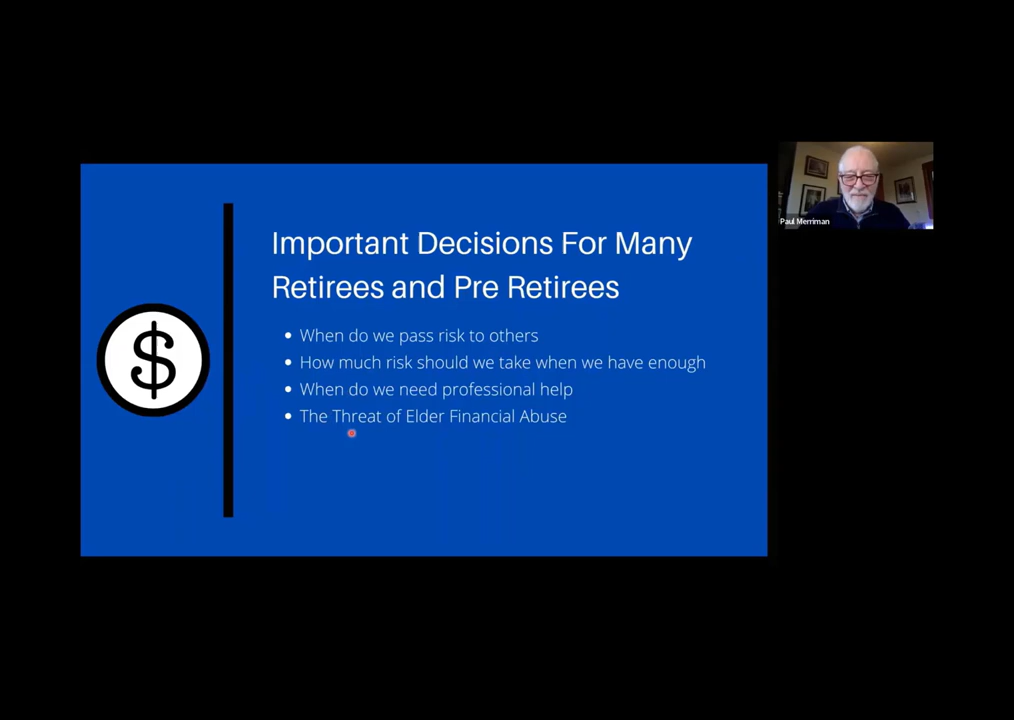 Important Decisions For Many
Retirees and Pre Retirees
When do we pass risk to others
How much risk should we take when we have enough
When do we need professional help
The Threat of Elder Financial Abuse
$
Paul Merriman